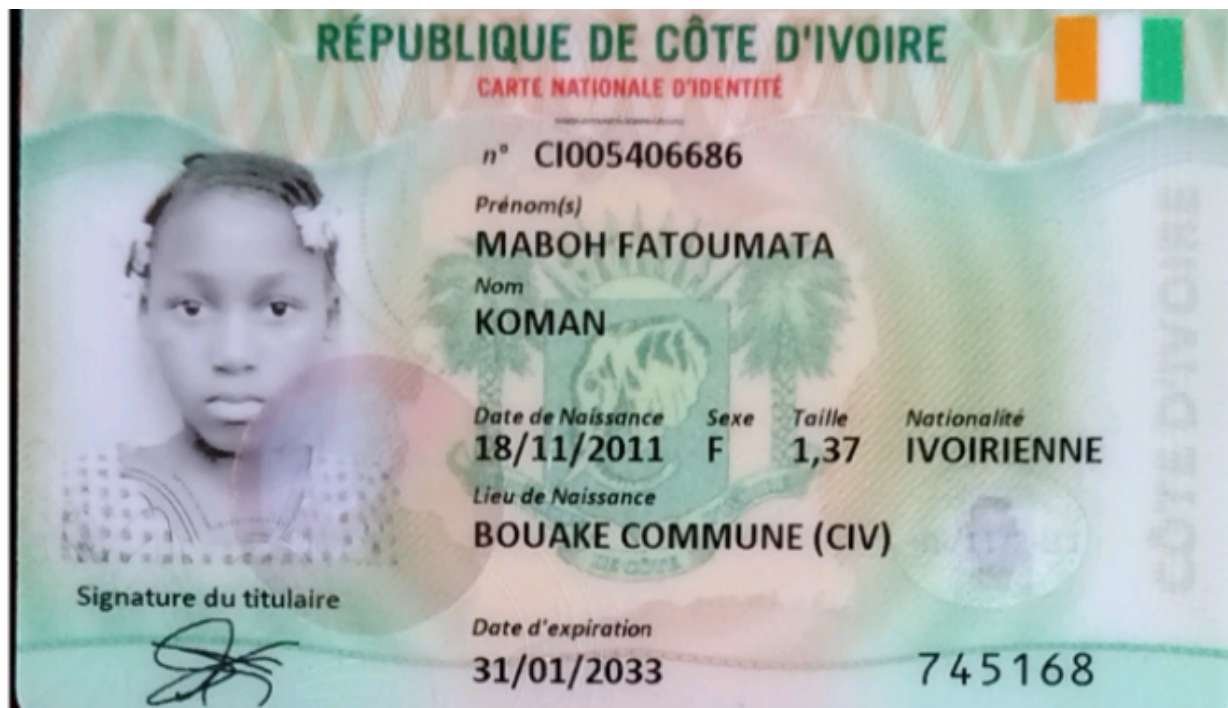 RÉPUBLIQUE DE CÔTE D'IVOIRE
CARTE NATIONALE D'IDENTITÉ
n° CI005406686
Prénom(s)
MABOH FATOUMATA
Nom
KOMAN
Date de Naissance Sexe Taille Nationalité
18/11/2011 F 1,37 IVOIRIENNE
Lieu de Naissance
BOUAKE COMMUNE (CIV)
Signature du titulaire
Date d'expiration
31/01/2033
745168
CÔTE D'IVOIRE